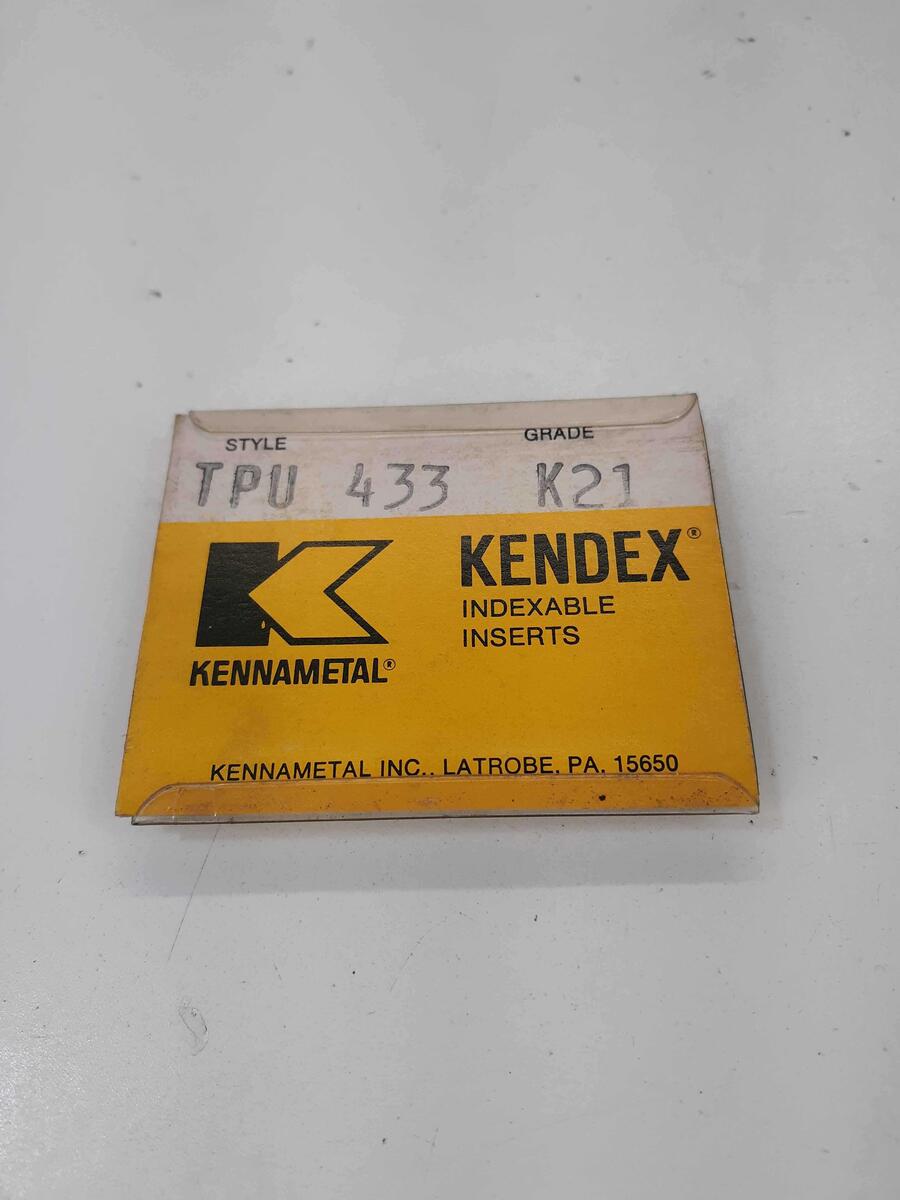 STYLE GRADE
TPU 433 K21
KENDEX®
INDEXABLE
INSERTS
KENNAMETAL®
KENNAMETAL INC., LATROBE, PA. 15650